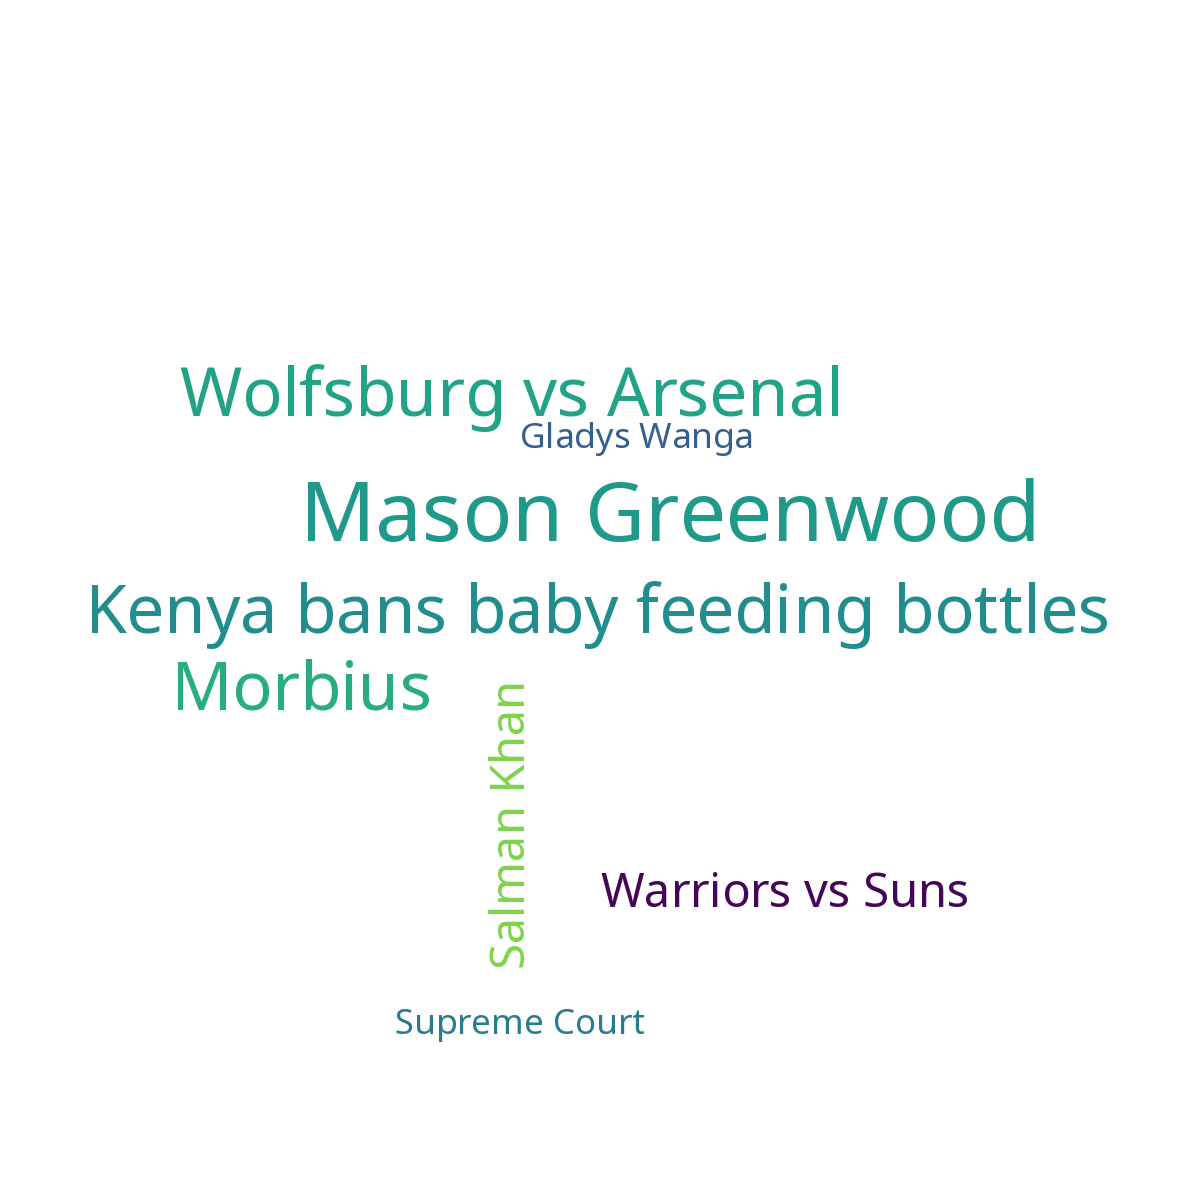 Wolfsburg vs Arsenal
Gladys Wanga
Mason Greenwood
Kenya bans baby feeding bottles
Morbius
Salman Khan
Warriors vs Suns
Supreme Court